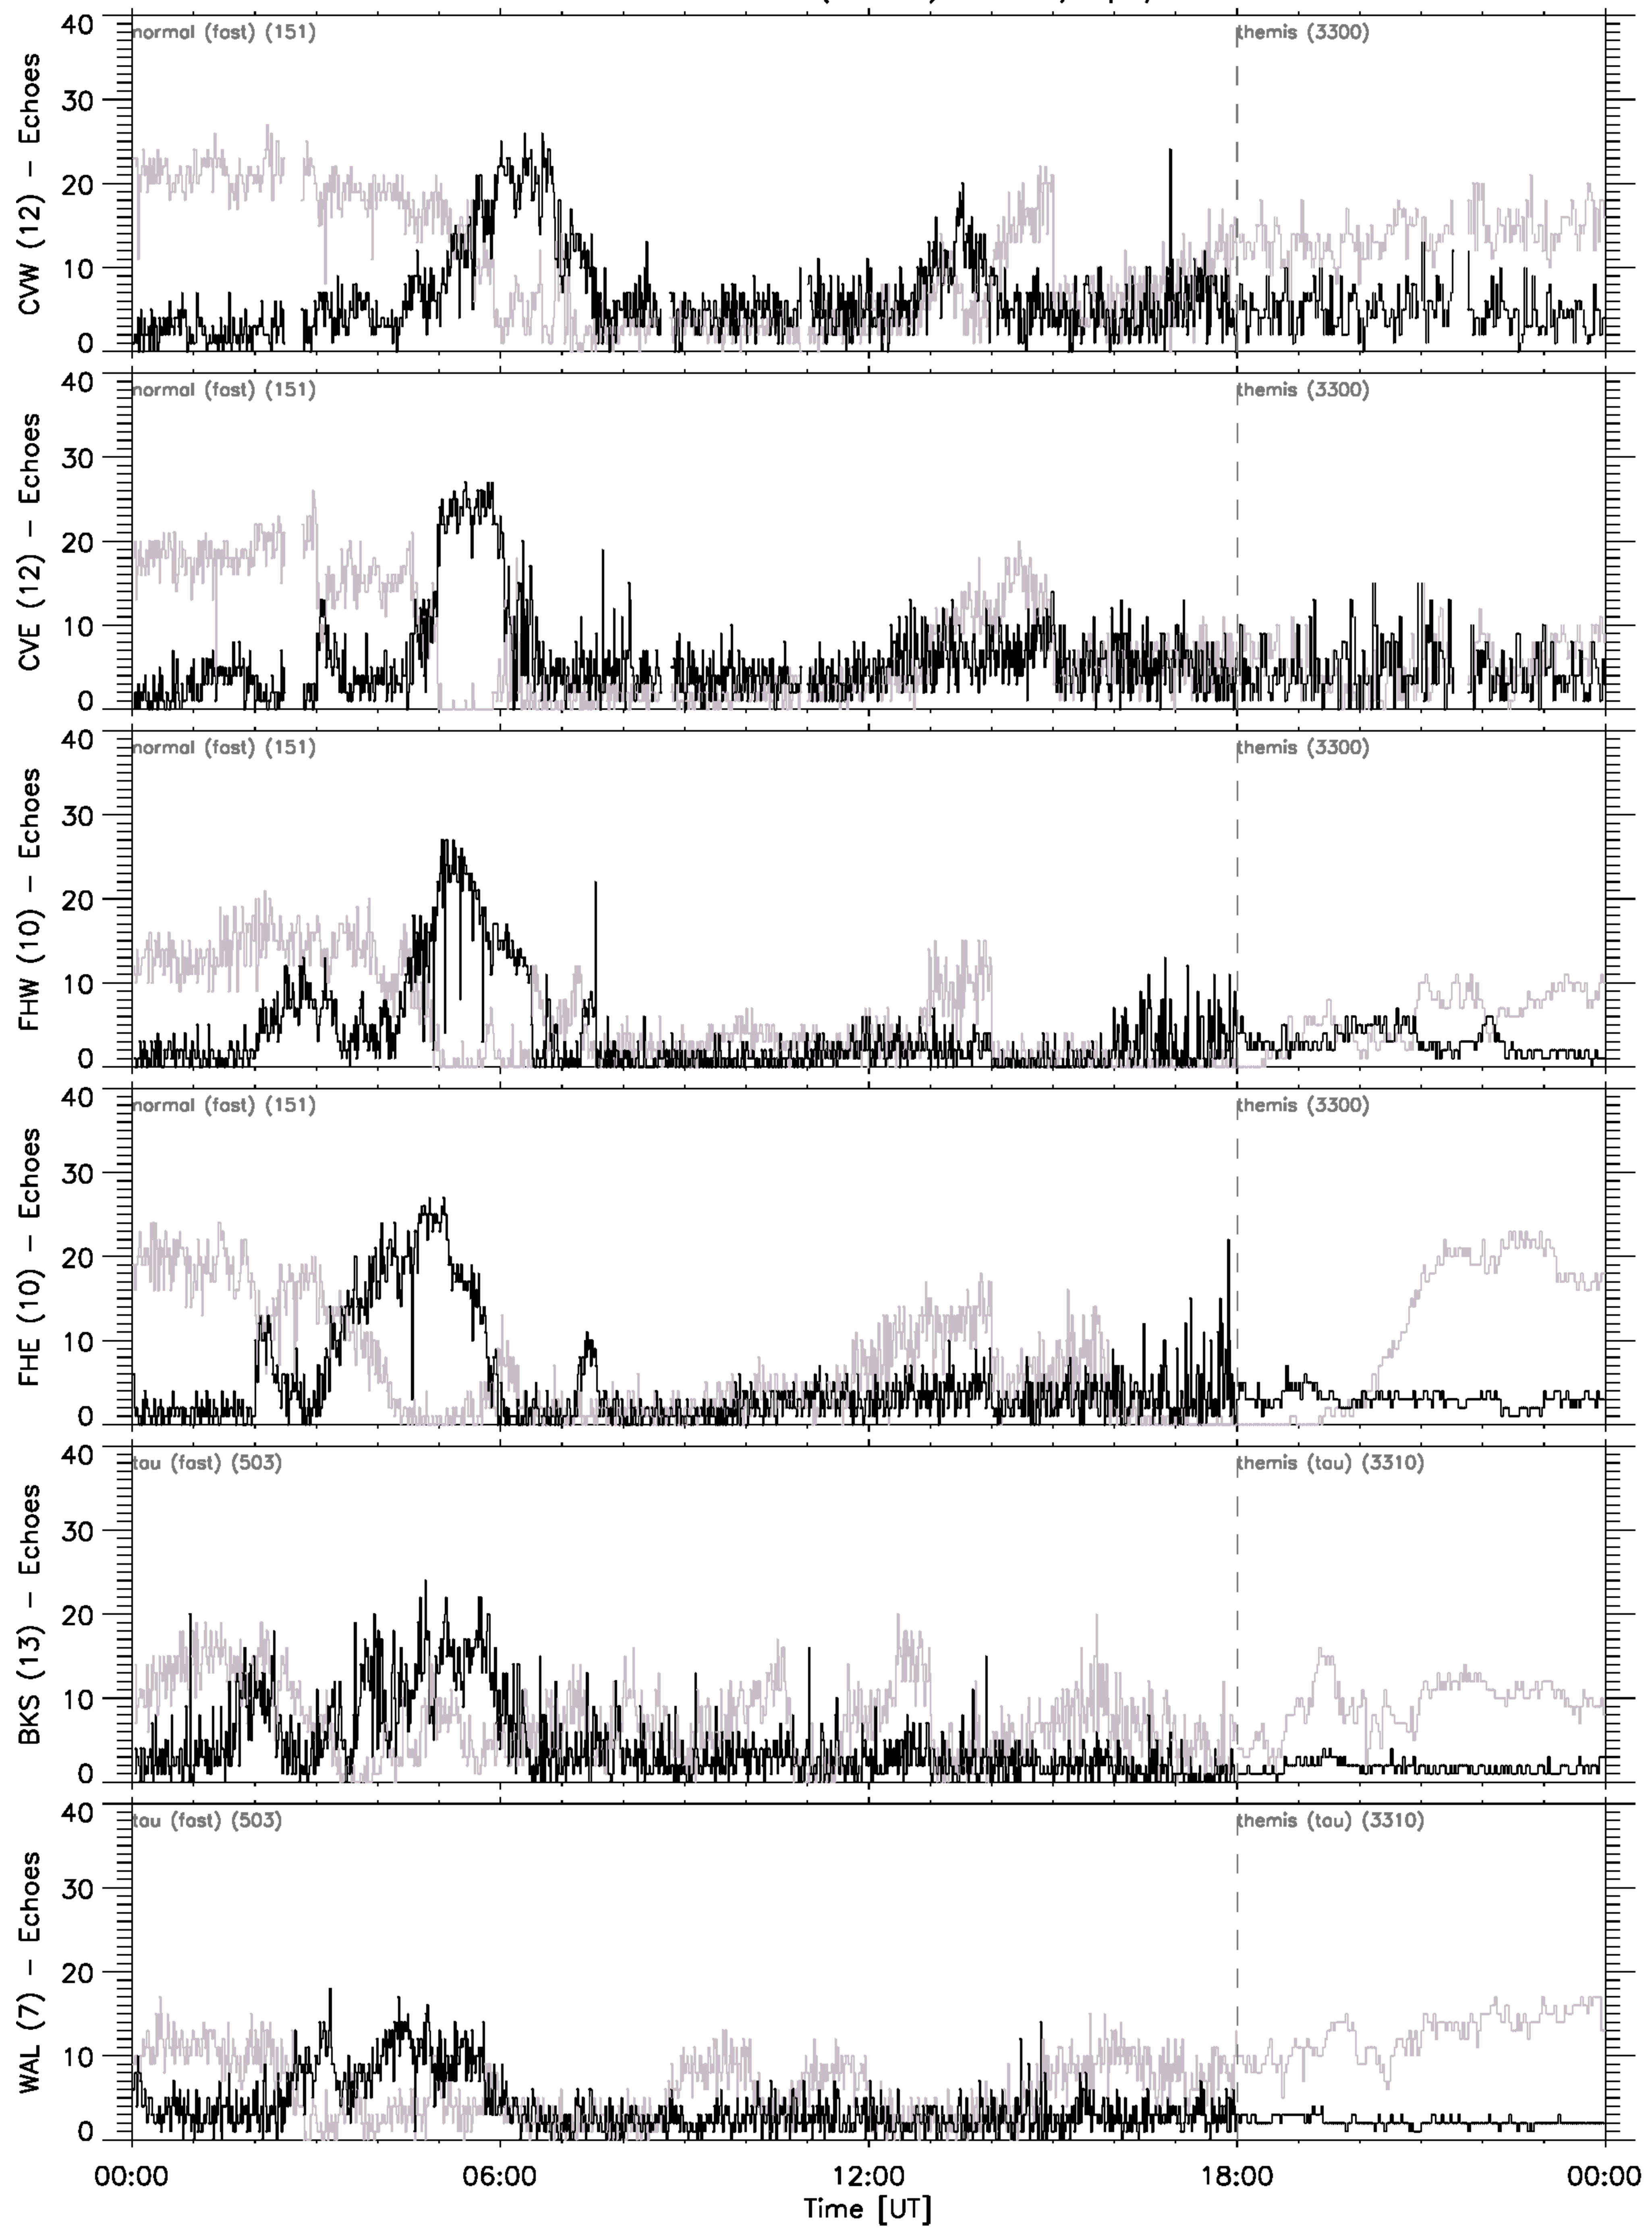 40
30
20
10
0
CVW (12) – Echoes
normal (fast) (151)
themis (3300)
40
30
20
10
0
CVE (12) – Echoes
normal (fast) (151)
themis (3300)
40
30
20
10
0
FHW (10) – Echoes
normal (fast) (151)
themis (3300)
40
30
20
10
0
FHE (10) – Echoes
normal (fast) (151)
themis (3300)
40
30
20
10
0
BKS (13) – Echoes
tau (fast) (503)
themis (tau) (3310)
40
30
20
10
0
WAL (7) – Echoes
tau (fast) (503)
themis (tau) (3310)
00:00 06:00 12:00 18:00 00:00
Time [UT]